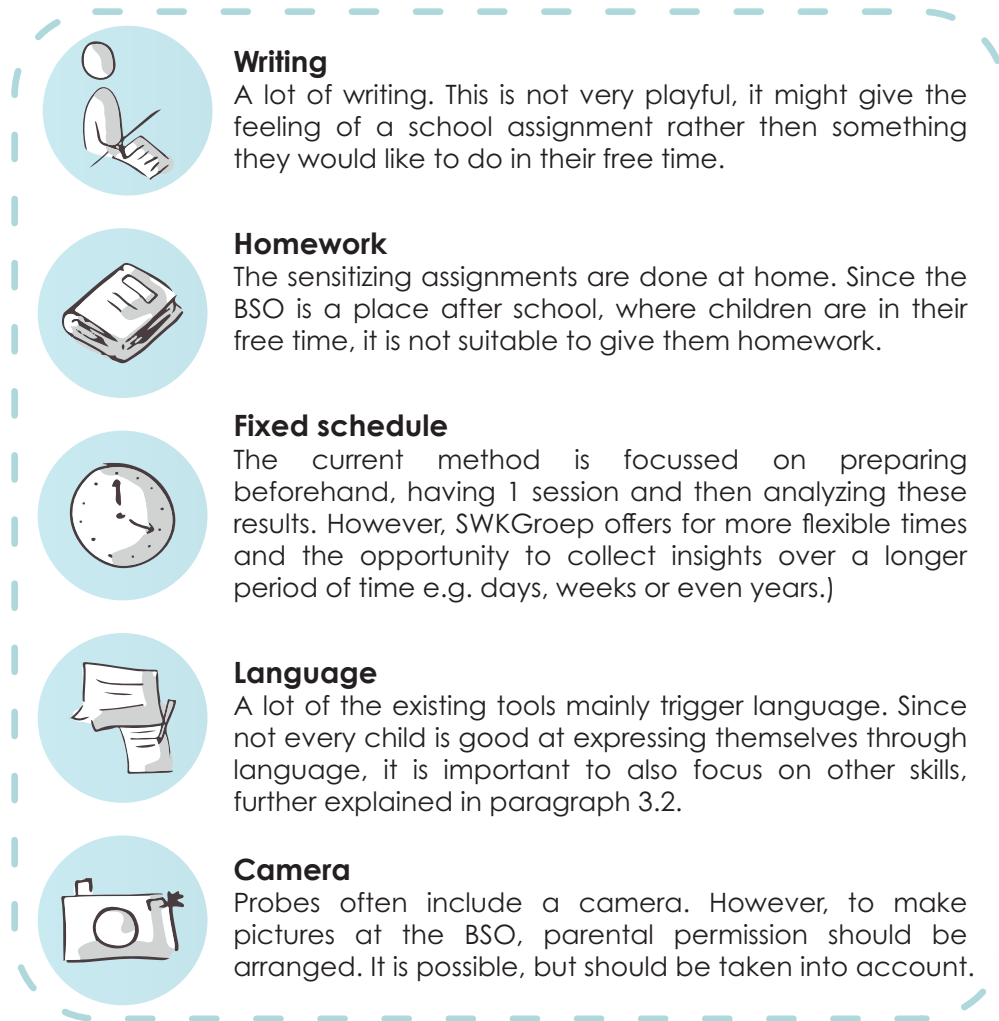 Writing
A lot of writing. This is not very playful, it might give the
feeling of a school assignment rather then something
they would like to do in their free time.
Homework
The sensitizing assignments are done at home. Since the
BSO is a place after school, where children are in their
free time, it is not suitable to give them homework.
Fixed schedule
The current method is focussed on preparing
beforehand, having 1 session and then analyzing these
results. However, SWKGroep offers for more flexible times
and the opportunity to collect insights over a longer
period of time e.g. days, weeks or even years.)
Language
A lot of the existing tools mainly trigger language. Since
not every child is good at expressing themselves through
language, it is important to also focus on other skills,
further explained in paragraph 3.2.
Camera
Probes often include a camera. However, to make
pictures at the BSO, parental permission should be
arranged. It is possible, but should be taken into account.